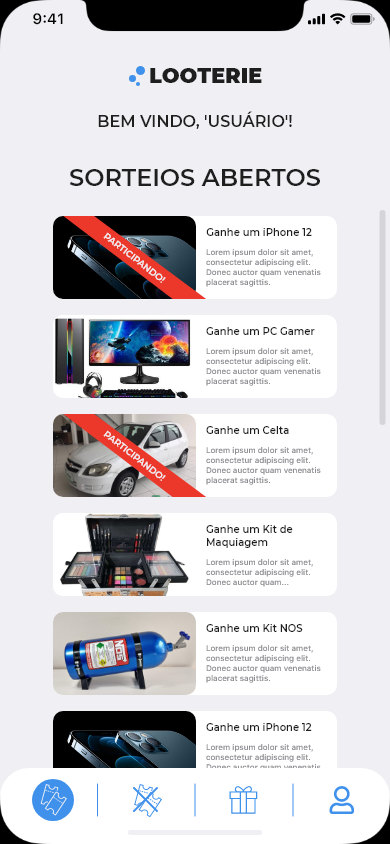 9:41
LOOTERIE
BEM VINDO, 'USUÁRIO'!
SORTEIOS ABERTOS
PARTICIPANDO!
Ganhe um iPhone 12
Lorem ipsum dolor sit amet,
consectetur adipiscing elit.
Donec auctor quam venenatis
placerat sagittis.
Ganhe um PC Gamer
Lorem ipsum dolor sit amet,
consectetur adipiscing elit.
Donec auctor quam venenatis
placerat sagittis.
PARTICIPANDO!
Ganhe um Celta
Lorem ipsum dolor sit amet,
consectetur adipiscing elit.
Donec auctor quam venenatis
placerat sagittis.
Ganhe um Kit de
Maquiagem
Lorem ipsum dolor sit amet,
consectetur adipiscing elit.
Donec auctor quam...
NOS
Ganhe um Kit NOS
Lorem ipsum dolor sit amet,
consectetur adipiscing elit.
Donec auctor quam venenatis
placerat sagittis.
Ganhe um iPhone 12
Lorem ipsum dolor sit amet,
consectetur adipiscing elit.